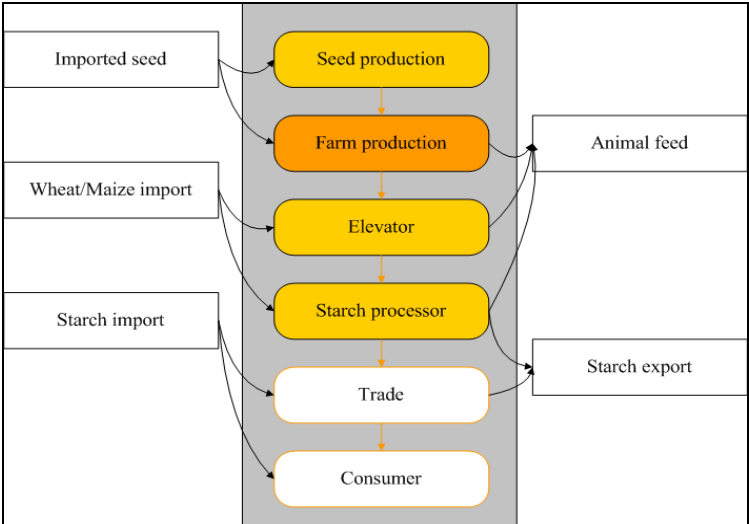 Imported seed
Seed production
Farm production
Animal feed
Wheat/Maize import
Elevator
Starch import
Starch processor
Starch export
Trade
Consumer